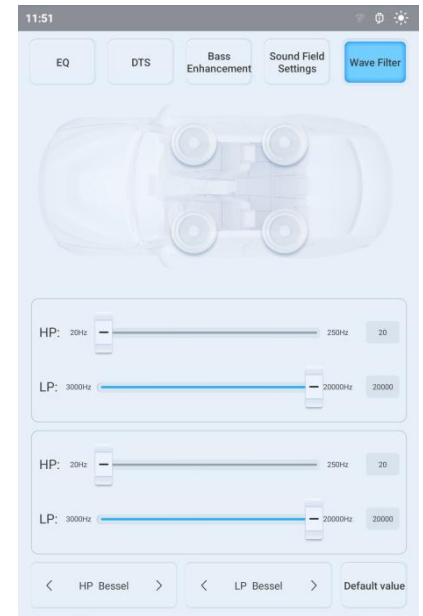 11:51
EQ
DTS
Bass
Enhancement
Sound Field
Settings
Wave Filter
HP: 20Hz 250Hz 20
LP: 3000Hz 20000Hz 20000
HP: 20Hz 250Hz 20
LP: 3000Hz 20000Hz 20000
< HP Bessel >
< LP Bessel >
Default value